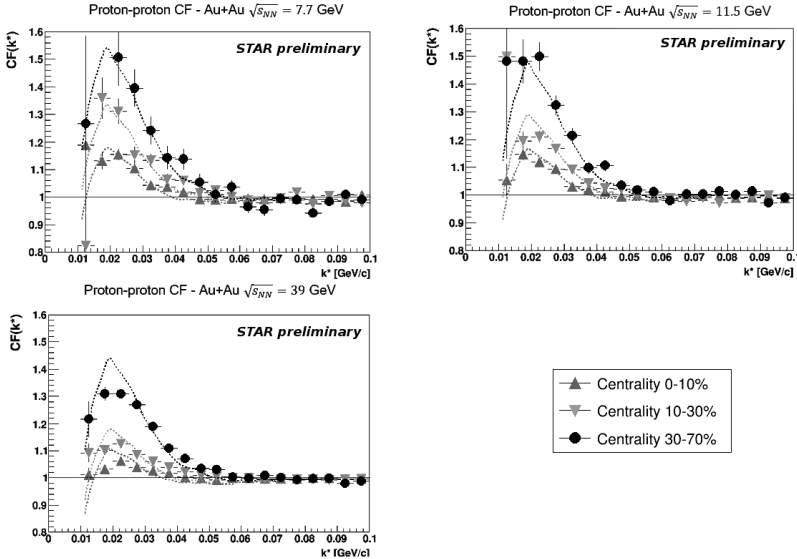 Proton-proton CF - Au+Au √s_NN = 7.7 GeV
CF(k*)
STAR preliminary
1.6
1.5
1.4
1.3
1.2
1.1
1
0.9
0.8
0 0.01 0.02 0.03 0.04 0.05 0.06 0.07 0.08 0.09 0.1
k* [GeV/c]
Proton-proton CF - Au+Au √s_NN = 11.5 GeV
CF(k*)
STAR preliminary
1.6
1.5
1.4
1.3
1.2
1.1
1
0.9
0.8
0 0.01 0.02 0.03 0.04 0.05 0.06 0.07 0.08 0.09 0.1
k* [GeV/c]
Proton-proton CF - Au+Au √s_NN = 39 GeV
CF(k*)
STAR preliminary
1.6
1.5
1.4
1.3
1.2
1.1
1
0.9
0.8
0 0.01 0.02 0.03 0.04 0.05 0.06 0.07 0.08 0.09 0.1
k* [GeV/c]
Centrality 0-10%
Centrality 10-30%
Centrality 30-70%